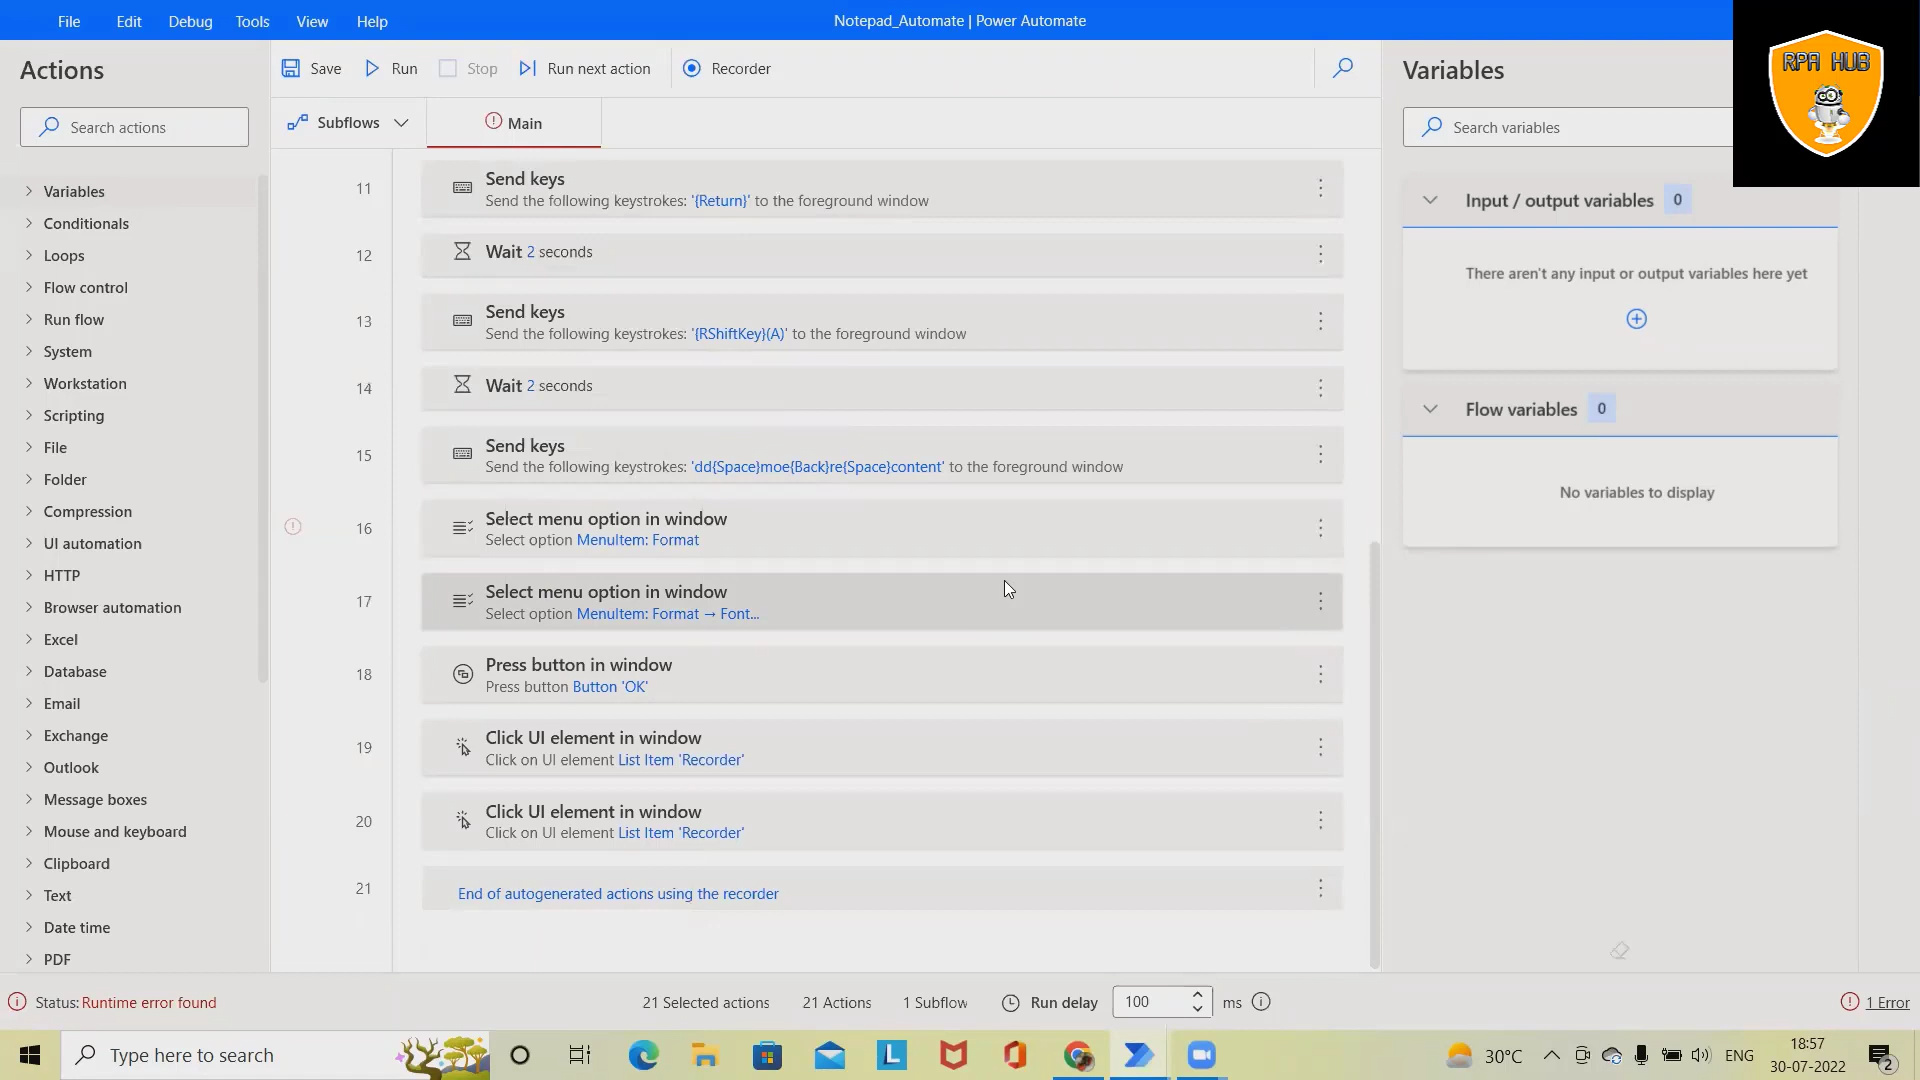 File Edit Debug Tools View Help
Notepad_Automate | Power Automate
RPA HUB
Actions
Search actions
Variables
Conditionals
Loops
Flow control
Run flow
System
Workstation
Scripting
File
Folder
Compression
UI automation
HTTP
Browser automation
Excel
Database
Email
Exchange
Outlook
Message boxes
Mouse and keyboard
Clipboard
Text
Date time
PDF
Save Run Stop Run next action Recorder
Subflows Main
11 Send keys
Send the following keystrokes: '{Return}' to the foreground window
12 Wait 2 seconds
13 Send keys
Send the following keystrokes: '{RShiftKey}(A)' to the foreground window
14 Wait 2 seconds
15 Send keys
Send the following keystrokes: 'dd{Space}moe{Back}re{Space}content' to the foreground window
16 Select menu option in window
Select option MenuItem: Format
17 Select menu option in window
Select option MenuItem: Format → Font...
18 Press button in window
Press button Button 'OK'
19 Click UI element in window
Click on UI element List Item 'Recorder'
20 Click UI element in window
Click on UI element List Item 'Recorder'
21 End of autogenerated actions using the recorder
Variables
Search variables
Input / output variables 0
There aren't any input or output variables here yet
Flow variables 0
No variables to display
Status: Runtime error found 21 Selected actions 21 Actions 1 Subflow Run delay 100 ms 1 Error
Type here to search
30°C ENG
18:57
30-07-2022
2